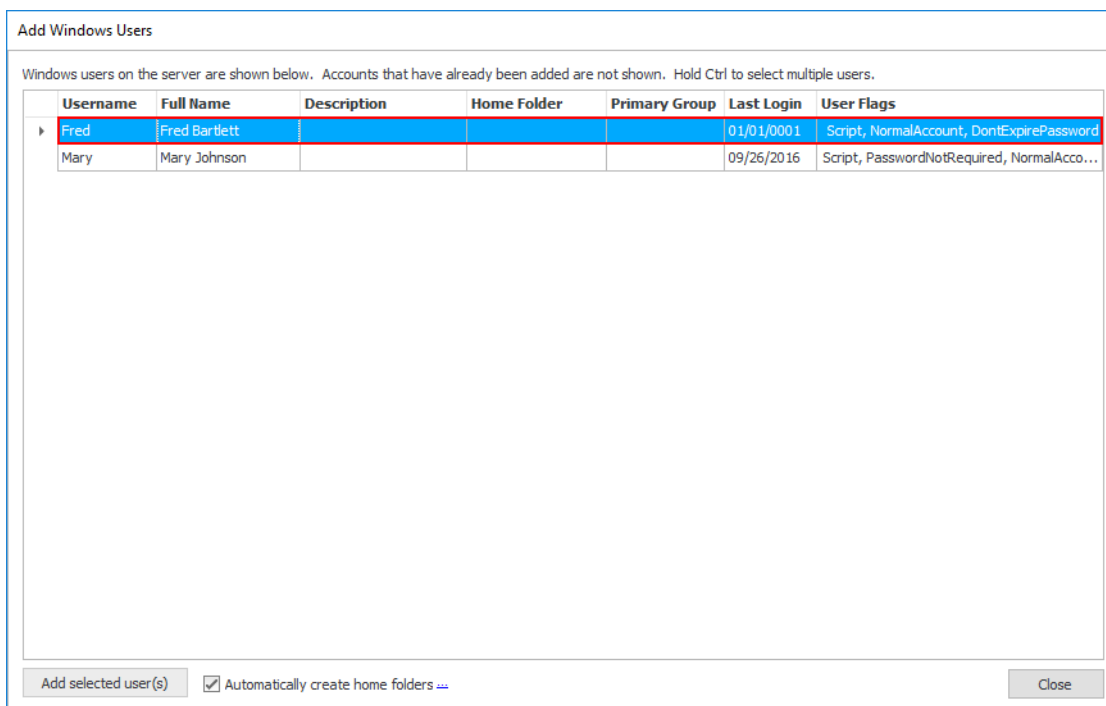 Add Windows Users
Windows users on the server are shown below. Accounts that have already been added are not shown. Hold Ctrl to select multiple users.
Username Full Name Description Home Folder Primary Group Last Login User Flags
Fred Fred Bartlett 01/01/0001 Script, NormalAccount, DontExpirePassword
Mary Mary Johnson 09/26/2016 Script, PasswordNotRequired, NormalAcco...
Add selected user(s) Automatically create home folders ... Close